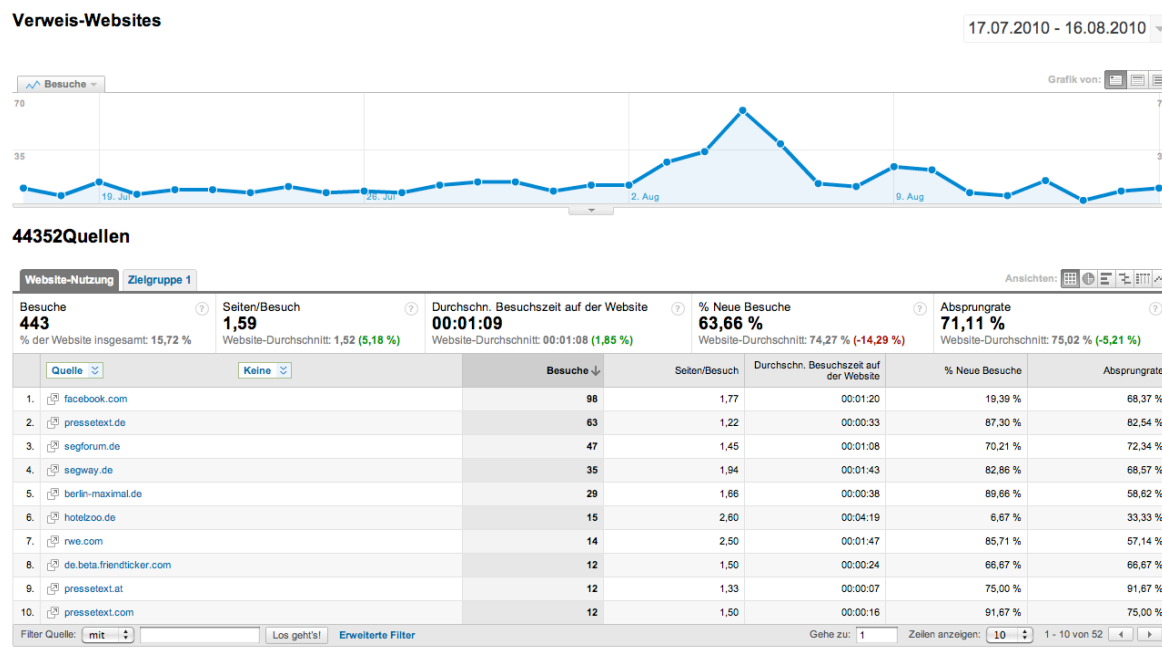 Verweis-Websites
17.07.2010 - 16.08.2010
Besuche
Grafik von:
70
35
19. Jul
26. Jul
2. Aug
9. Aug
44352Quellen
Website-Nutzung Zielgruppe 1
Ansichten:
Besuche ? Seiten/Besuch ? Durchschn. Besuchszeit auf der Website ? % Neue Besuche ? Absprungrate ?
443 1,59 00:01:09 63,66 % 71,11 %
% der Website insgesamt: 15,72 % Website-Durchschnitt: 1,52 (5,18 %) Website-Durchschnitt: 00:01:08 (1,85 %) Website-Durchschnitt: 74,27 % (-14,29 %) Website-Durchschnitt: 75,02 % (-5,21 %)
Quelle Keine Besuche Seiten/Besuch Durchschn. Besuchszeit auf der Website % Neue Besuche Absprungrate
1. facebook.com 98 1,77 00:01:20 19,39 % 68,37 %
2. pressetext.de 63 1,22 00:00:33 87,30 % 82,54 %
3. segforum.de 47 1,45 00:01:08 70,21 % 72,34 %
4. segway.de 35 1,94 00:01:43 82,86 % 68,57 %
5. berlin-maximal.de 29 1,66 00:00:38 89,66 % 58,62 %
6. hotelzoo.de 15 2,60 00:04:19 6,67 % 33,33 %
7. rwe.com 14 2,50 00:01:47 85,71 % 57,14 %
8. de.beta.friendticker.com 12 1,50 00:00:24 66,67 % 66,67 %
9. pressetext.at 12 1,33 00:00:07 75,00 % 91,67 %
10. pressetext.com 12 1,50 00:00:16 91,67 % 75,00 %
Filter Quelle: mit Los geht's! Erweiterte Filter Gehe zu: 1 Zeilen anzeigen: 10 1 - 10 von 52